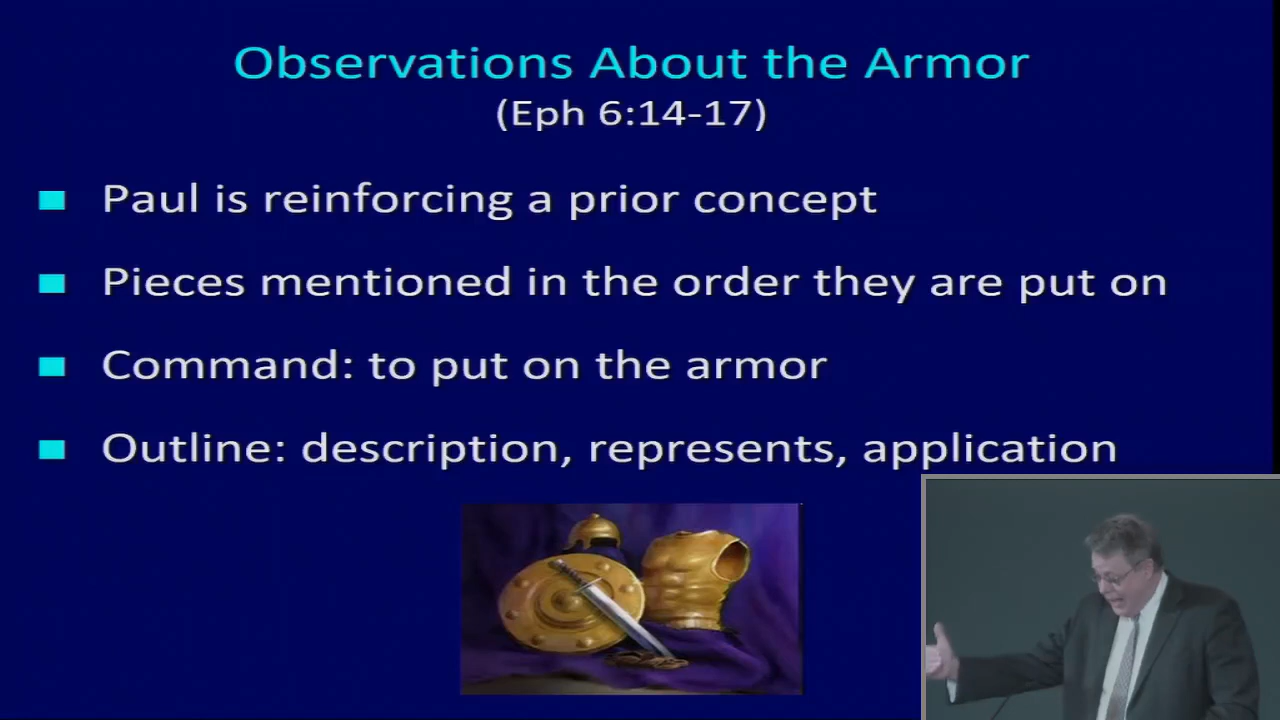 Observations About the Armor
(Eph 6:14-17)
Paul is reinforcing a prior concept
Pieces mentioned in the order they are put on
Command: to put on the armor
Outline: description, represents, application